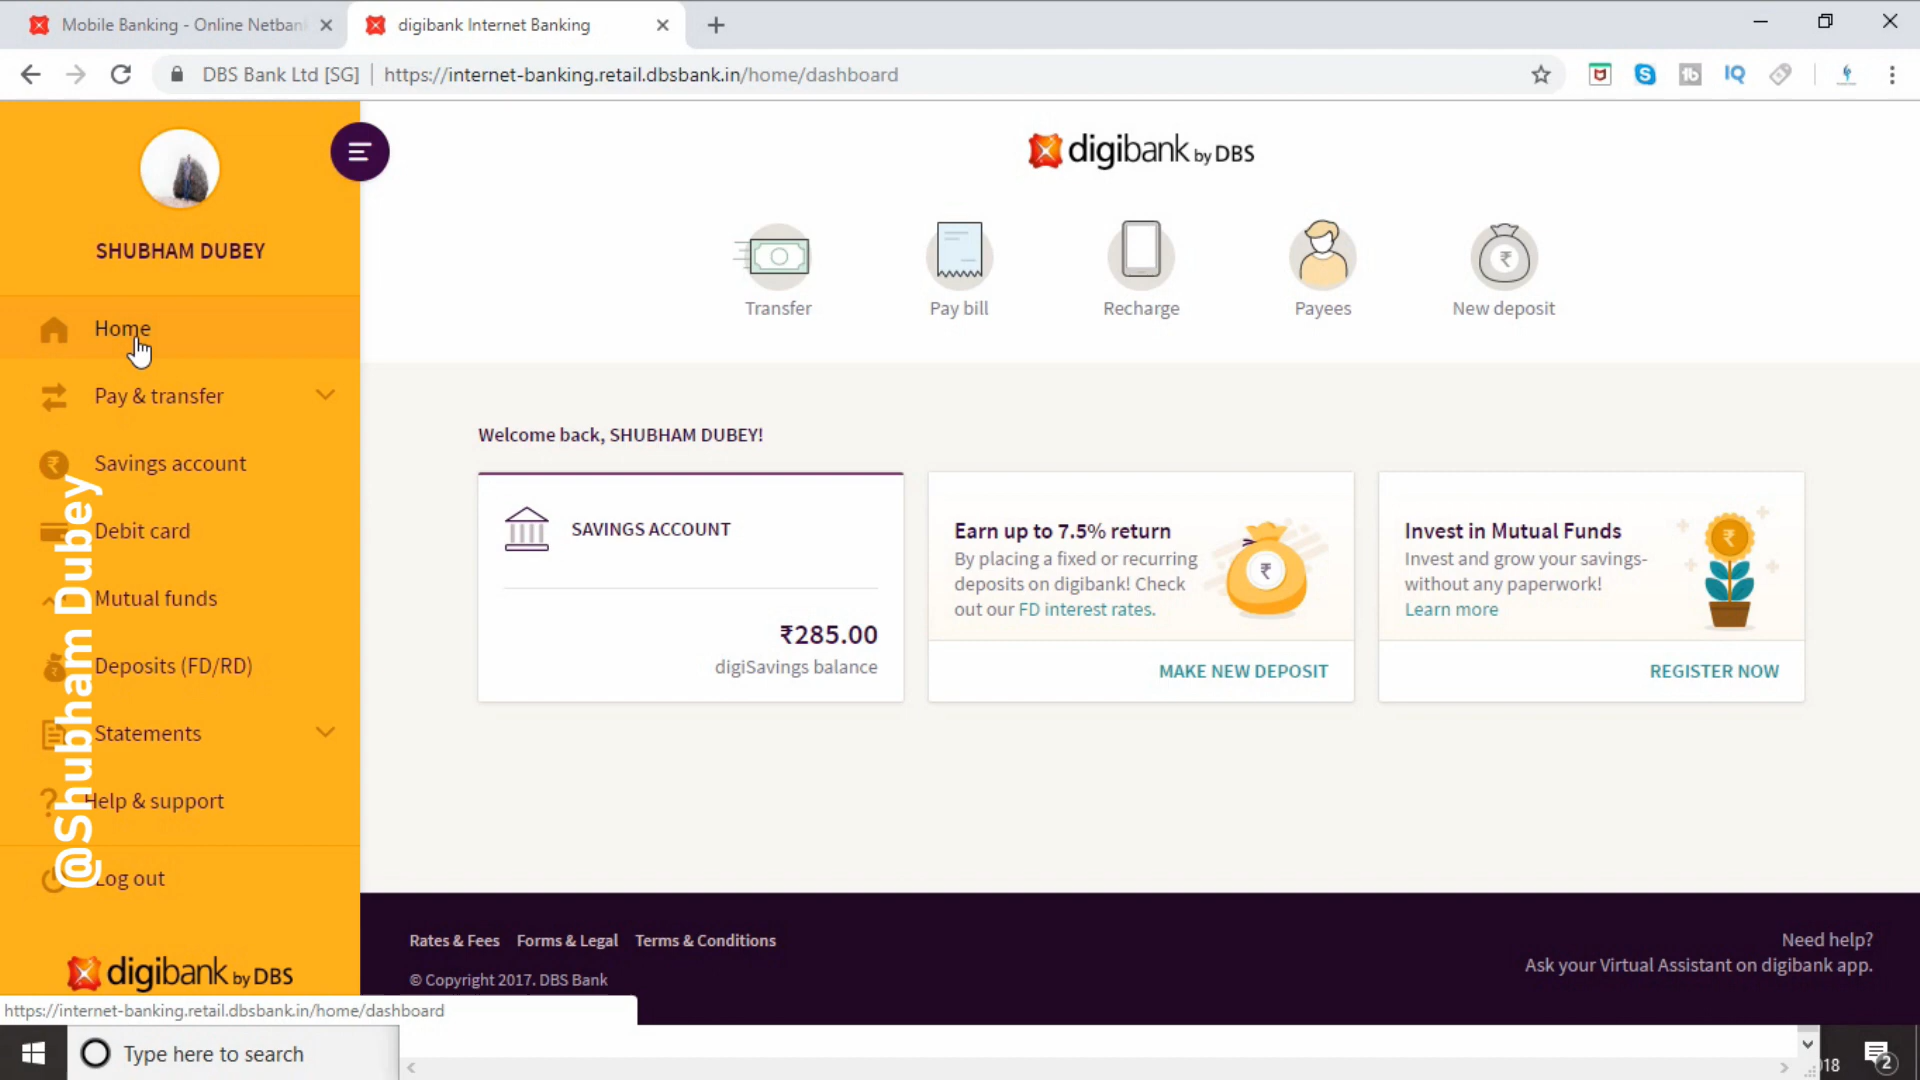 Mobile Banking - Online Netban
digibank Internet Banking
DBS Bank Ltd [SG]
https://internet-banking.retail.dbsbank.in/home/dashboard
SHUBHAM DUBEY
Home
Pay & transfer
Savings account
Debit card
Mutual funds
Deposits (FD/RD)
Statements
Help & support
Log out
digibank by DBS
@Shubham Dubey
digibank by DBS
Transfer
Pay bill
Recharge
Payees
New deposit
Welcome back, SHUBHAM DUBEY!
SAVINGS ACCOUNT
₹285.00
digiSavings balance
Earn up to 7.5% return
By placing a fixed or recurring
deposits on digibank! Check
out our FD interest rates.
MAKE NEW DEPOSIT
Invest in Mutual Funds
Invest and grow your savings-
without any paperwork!
Learn more
REGISTER NOW
Rates & Fees
Forms & Legal
Terms & Conditions
© Copyright 2017. DBS Bank
Need help?
Ask your Virtual Assistant on digibank app.
https://internet-banking.retail.dbsbank.in/home/dashboard
Type here to search
18
2